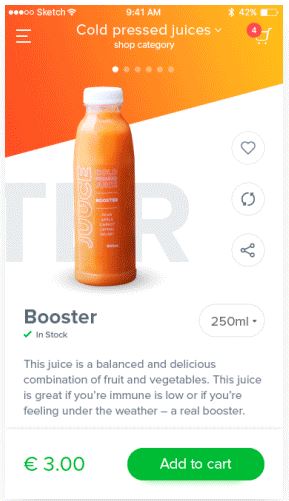 Sketch 9:41 AM 42%
Cold pressed juices
4
shop category
TER
JUUCE
COLD
PRESSED
JUUCE
BOOSTER
Booster
250ml
In Stock
This juice is a balanced and delicious
combination of fruit and vegetables. This juice
is great if you're immune is low or if you're
feeling under the weather – a real booster.
€ 3.00
Add to cart